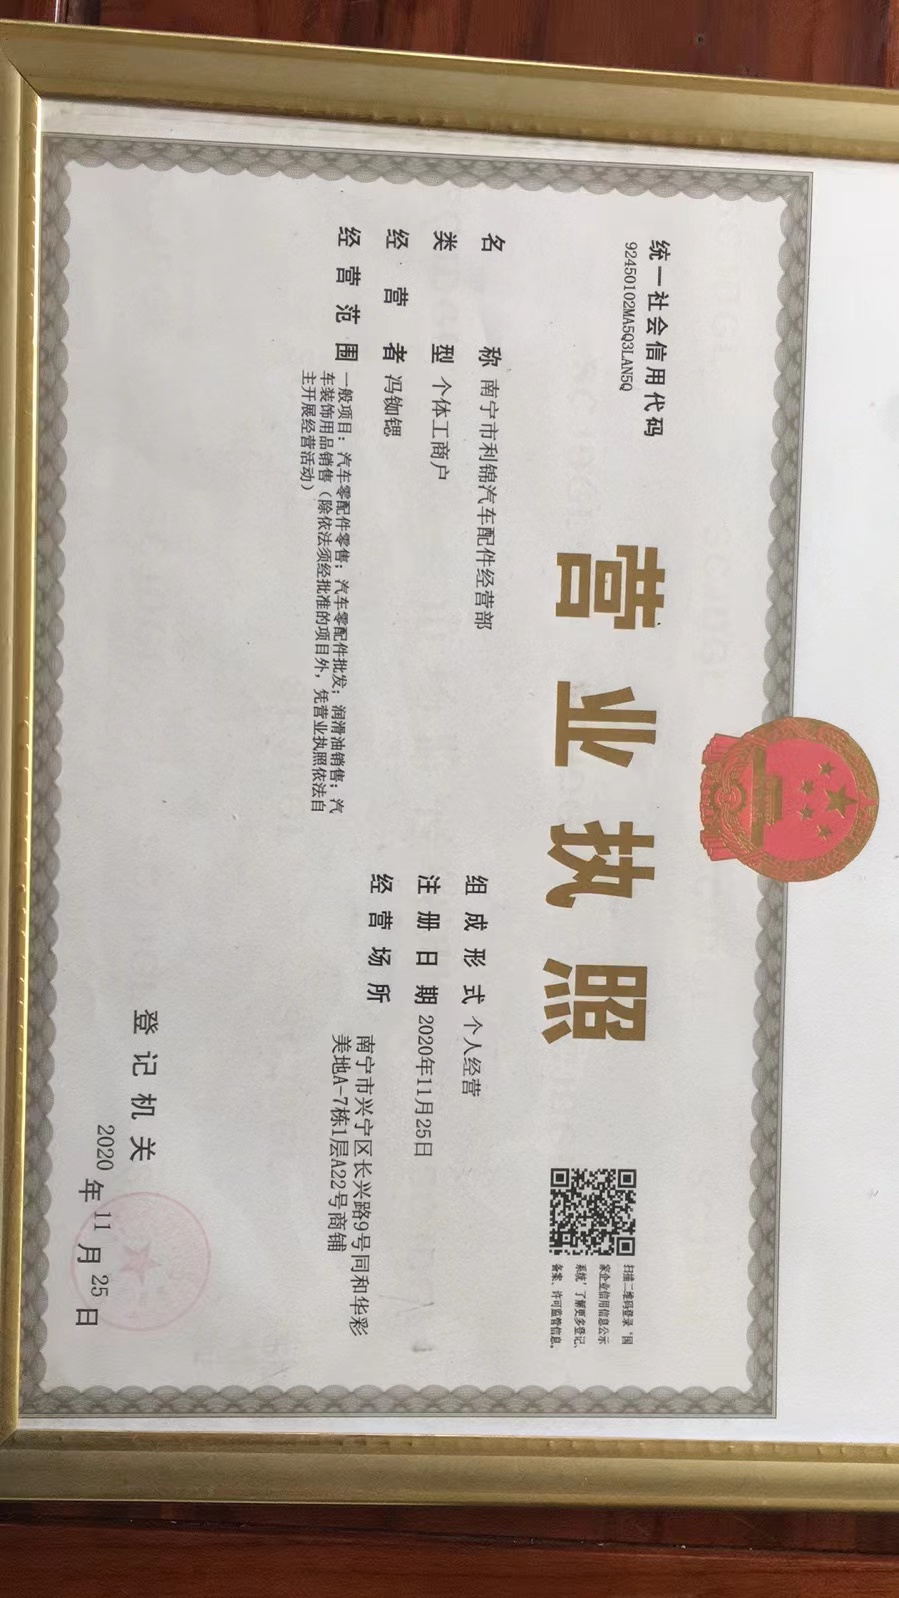 统一社会信用代码
92450102MA5Q3LAN5Q
营业执照
扫描二维码登录‘国
家企业信用信息公示
系统’了解更多登记、
备案、许可监管信息。
名称 南宁市利锦汽车配件经营部
类型 个体工商户
经营者 冯铷锶
经营范围 一般项目：汽车零配件零售；汽车零配件批发；润滑油销售；汽
车装饰用品销售（除依法须经批准的项目外，凭营业执照依法自
主开展经营活动）
组成形式 个人经营
注册日期 2020年11月25日
经营场所 南宁市兴宁区长兴路9号同和华彩
美地A-7栋1层A22号商铺
登记机关
2020年11月25日